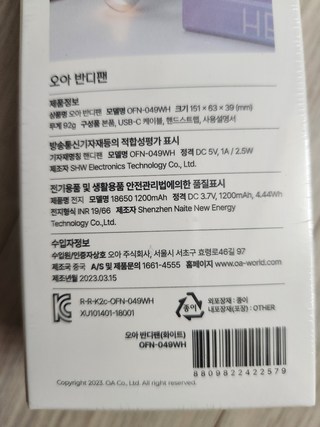 HE
오아 반디팬
제품정보
상품명 오아 반디팬 모델명 OFN-049WH 크기 151 × 63 × 39 (mm)
무게 92g 구성품 본품, USB-C 케이블, 핸드스트랩, 사용설명서
방송통신기자재등의 적합성평가 표시
기자재명칭 핸디팬 모델명 OFN-049WH 정격 DC 5V, 1A / 2.5W
제조자 SHW Electronics Technology Co., Ltd.
전기용품 및 생활용품 안전관리법에의한 품질표시
제품명 전지 모델명 18650 1200mAh 정격 DC 3.7V, 1200mAh, 4.44Wh
전지형식 INR 19/66 제조자 Shenzhen Naite New Energy
Technology Co., Ltd.
수입자정보
수입원/인증자상호 오아 주식회사, 서울시 서초구 효령로46길 97
제조국 중국 A/S 및 제품문의 1661-4555 홈페이지 www.oa-world.com
제조년월 2023.03.15
R-R-K2c-OFN-049WH
XU101401-18001
종이
외포장재 : 종이
내포장재(포장) : OTHER
오아 반디팬(화이트)
OFN-049WH
8809822422579
Copyright 2023. OA Co., Ltd. All right reserved.